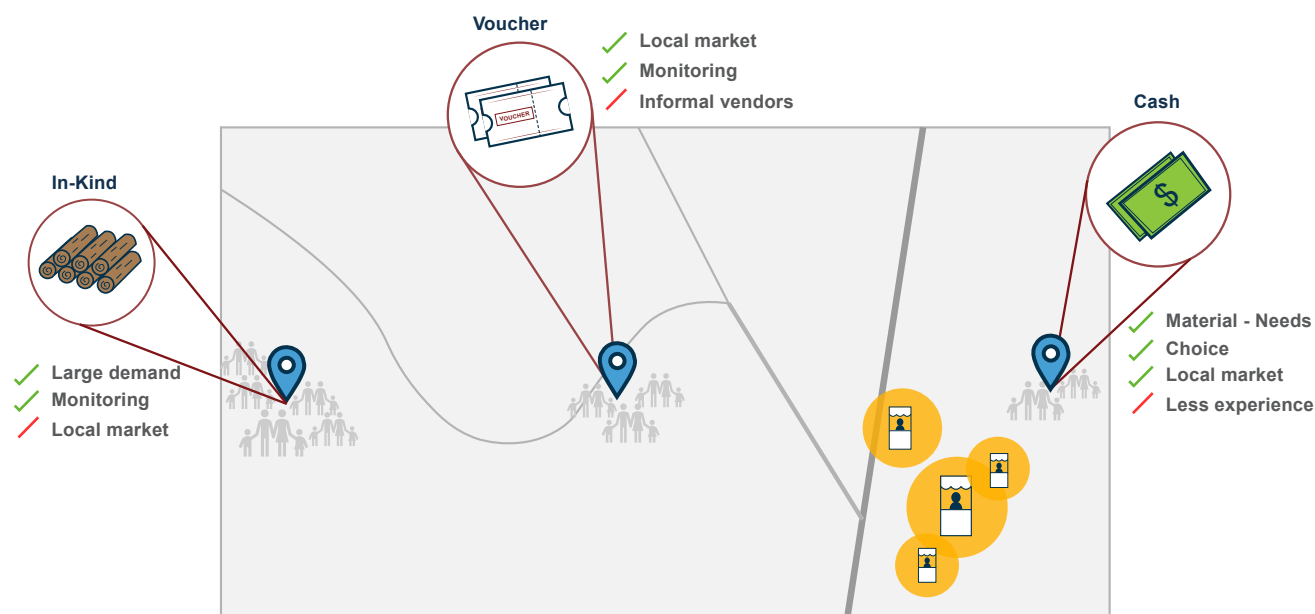 Voucher
Local market
Monitoring
Informal vendors
VOUCHER
Cash
$
In-Kind
Large demand
Monitoring
Local market
Material - Needs
Choice
Local market
Less experience